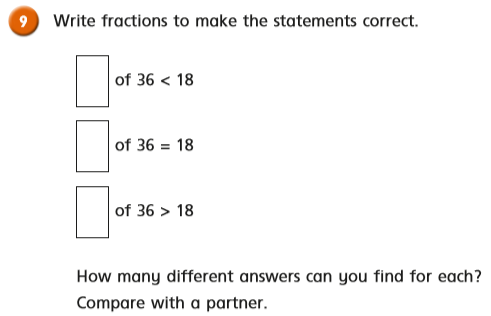 9 Write fractions to make the statements correct.
of 36 < 18
of 36 = 18
of 36 > 18
How many different answers can you find for each?
Compare with a partner.